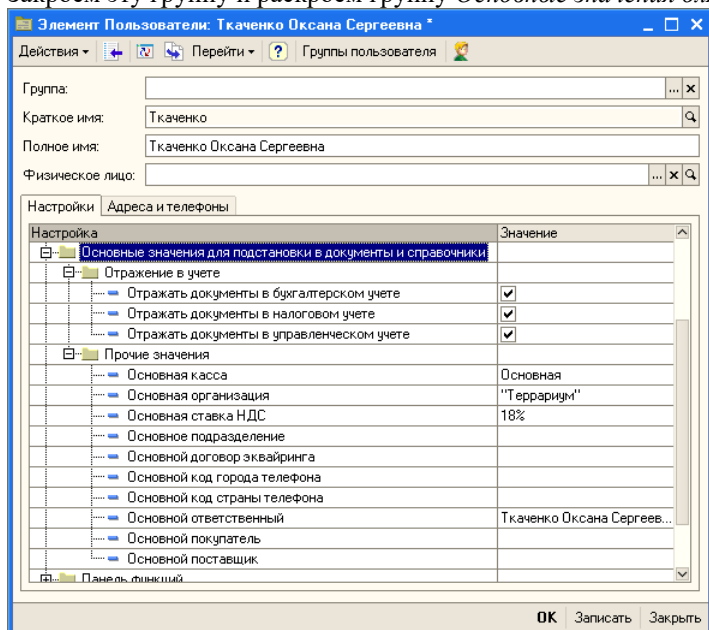 Закроем эту группу и раскроем группу Основные значения для
Элемент Пользователи: Ткаченко Оксана Сергеевна *
Действия Перейти ? Группы пользователя
Группа: ... x
Краткое имя: Ткаченко
Полное имя: Ткаченко Оксана Сергеевна
Физическое лицо: ... x
Настройки Адреса и телефоны
Настройка Значение
Основные значения для подстановки в документы и справочники
Отражение в учете
Отражать документы в бухгалтерском учете
Отражать документы в налоговом учете
Отражать документы в управленческом учете
Прочие значения
Основная касса Основная
Основная организация "Террариум"
Основная ставка НДС 18%
Основное подразделение
Основной договор эквайринга
Основной код города телефона
Основной код страны телефона
Основной ответственный Ткаченко Оксана Сергеев...
Основной покупатель
Основной поставщик
Панель функций
OK Записать Закрыть